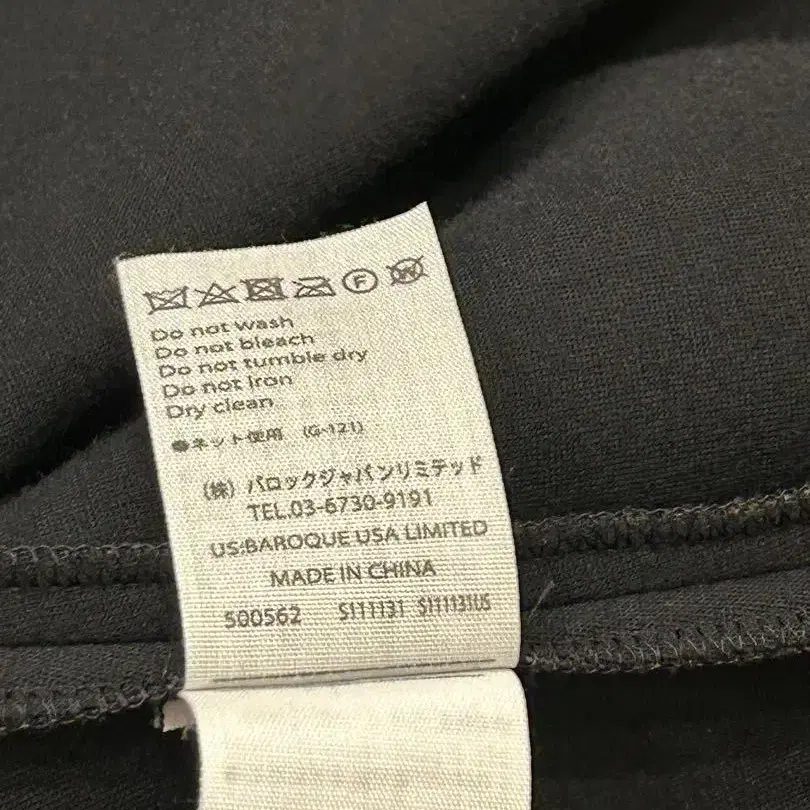 F W
Do not wash
Do not bleach
Do not tumble dry
Do not iron
Dry clean
●ネット使用 (G-121)
(株) バロックジャパンリミテッド
TEL.03-6730-9191
US:BAROQUE USA LIMITED
MADE IN CHINA
500562 S111131 S111131US